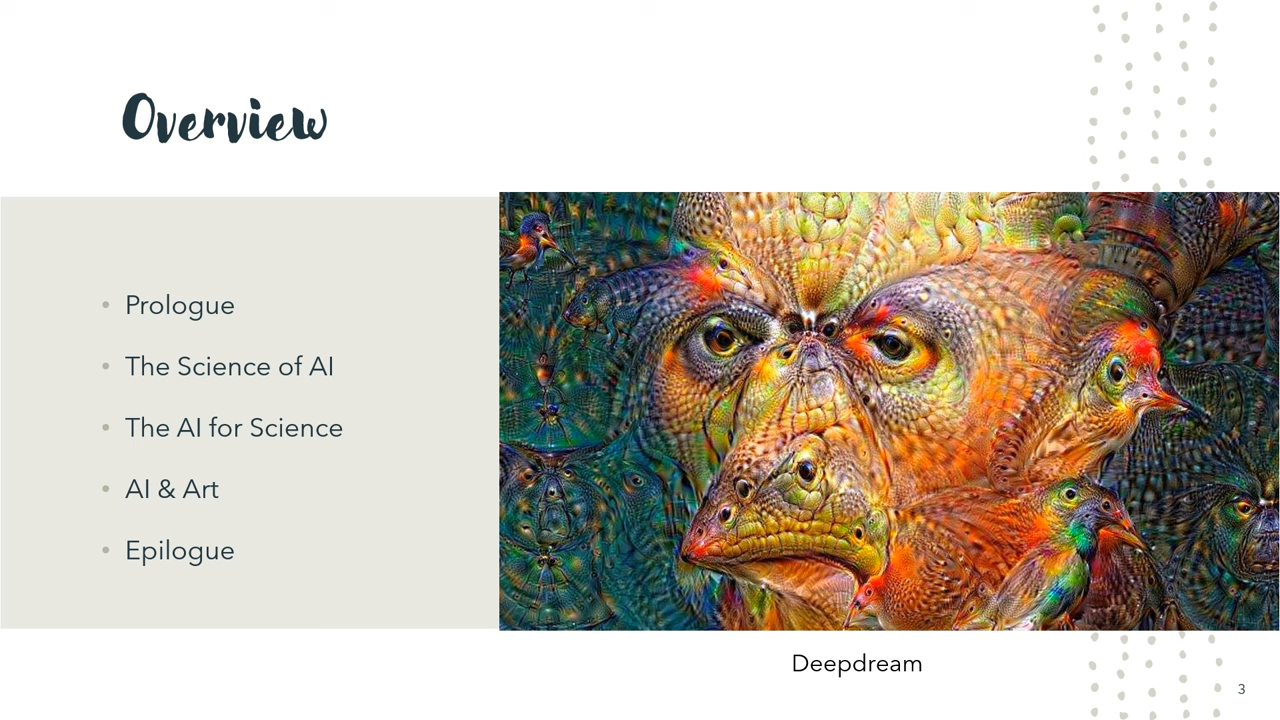 Overview
• Prologue
• The Science of AI
• The AI for Science
• AI & Art
• Epilogue
Deepdream
3